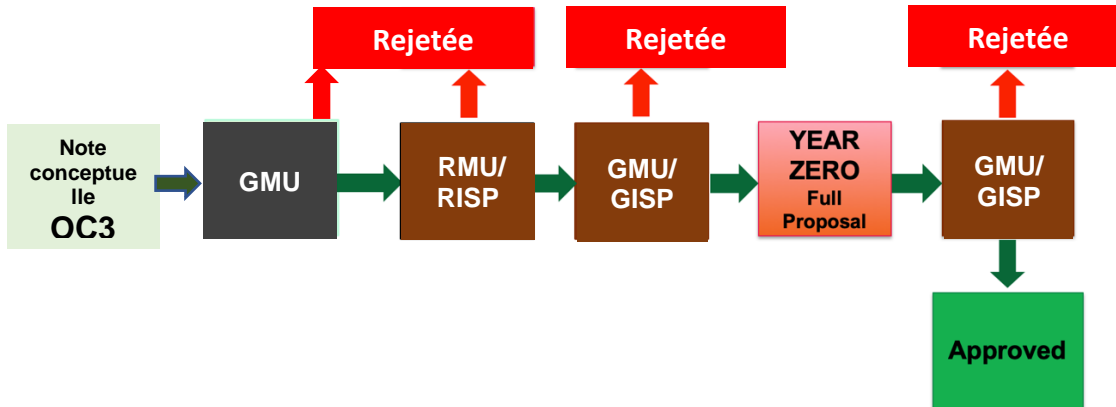 Rejetée
Rejetée
Rejetée
Note
conceptue
lle
OC3
GMU
RMU/
RISP
GMU/
GISP
YEAR
ZERO
Full
Proposal
GMU/
GISP
Approved